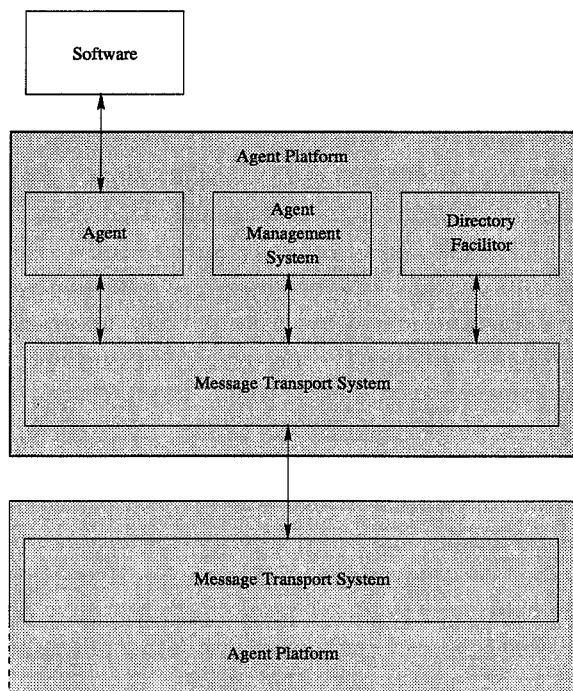 Software
Agent Platform
Agent
Agent
Management
System
Directory
Facilitor
Message Transport System
Message Transport System
Agent Platform